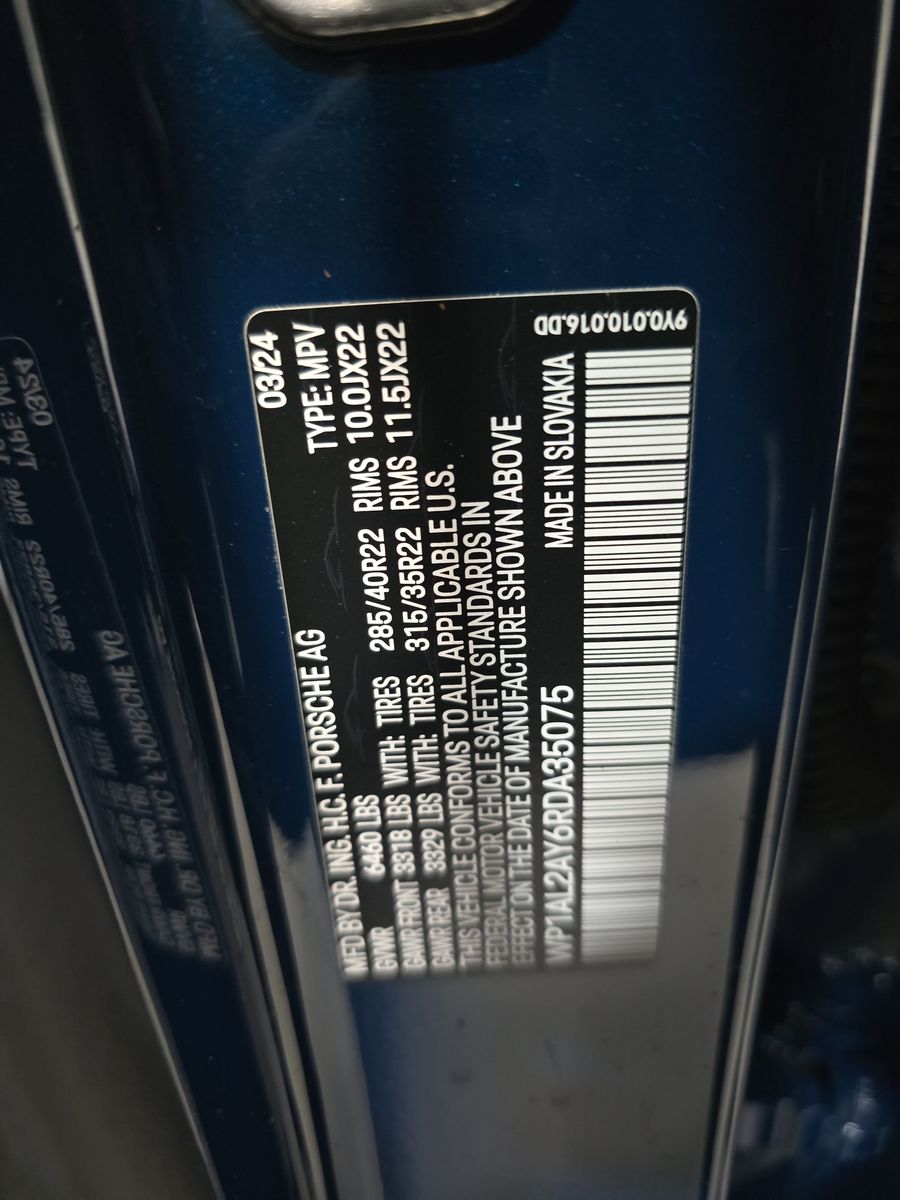 03/24
MFD BY DR. ING. H.C. F. PORSCHE AG TYPE: MPV
GVWR 6460 LBS
GAWR FRONT 3318 LBS WITH: TIRES 285/40R22 RIMS 10.0JX22
GAWR REAR 3329 LBS WITH: TIRES 315/35R22 RIMS 11.5JX22
THIS VEHICLE CONFORMS TO ALL APPLICABLE U.S.
FEDERAL MOTOR VEHICLE SAFETY STANDARDS IN
EFFECT ON THE DATE OF MANUFACTURE SHOWN ABOVE
WP1AL2AY6RDA35075 MADE IN SLOVAKIA
9Y0.010.016.DD